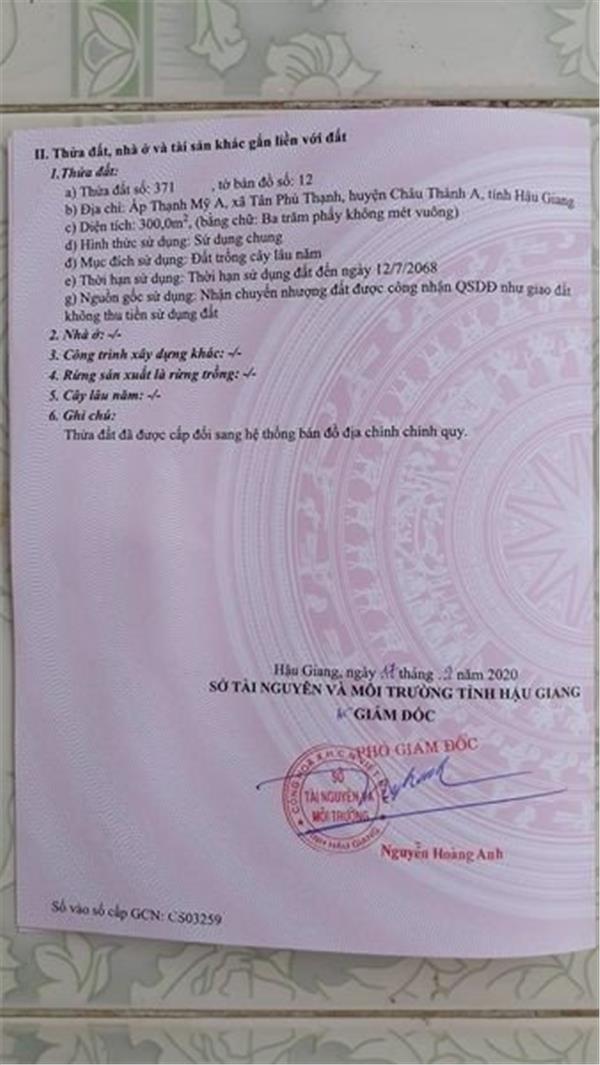 II. Thửa đất, nhà ở và tài sản khác gắn liền với đất
1.Thửa đất:
a) Thửa đất số: 371 , tờ bản đồ số: 12
b) Địa chỉ: Ấp Thạnh Mỹ A, xã Tân Phú Thạnh, huyện Châu Thành A, tỉnh Hậu Giang
c) Diện tích: 300,0m², (bằng chữ: Ba trăm phẩy không mét vuông)
d) Hình thức sử dụng: Sử dụng chung
đ) Mục đích sử dụng: Đất trồng cây lâu năm
e) Thời hạn sử dụng: Thời hạn sử dụng đất đến ngày 12/7/2068
g) Nguồn gốc sử dụng: Nhận chuyển nhượng đất được công nhận QSDĐ như giao đất
không thu tiền sử dụng đất
2. Nhà ở: -/-
3. Công trình xây dựng khác: -/-
4. Rừng sản xuất là rừng trồng: -/-
5. Cây lâu năm: -/-
6. Ghi chú:
Thửa đất đã được cấp đổi sang hệ thống bản đồ địa chính chính quy.
Hậu Giang, ngày tháng năm 2020
SỞ TÀI NGUYÊN VÀ MÔI TRƯỜNG TỈNH HẬU GIANG
GIÁM ĐỐC
PHÓ GIÁM ĐỐC
SỞ
TÀI NGUYÊN VÀ
MÔI TRƯỜNG
TỈNH HẬU GIANG
Nguyễn Hoàng Anh
Số vào sổ cấp GCN: CS03259